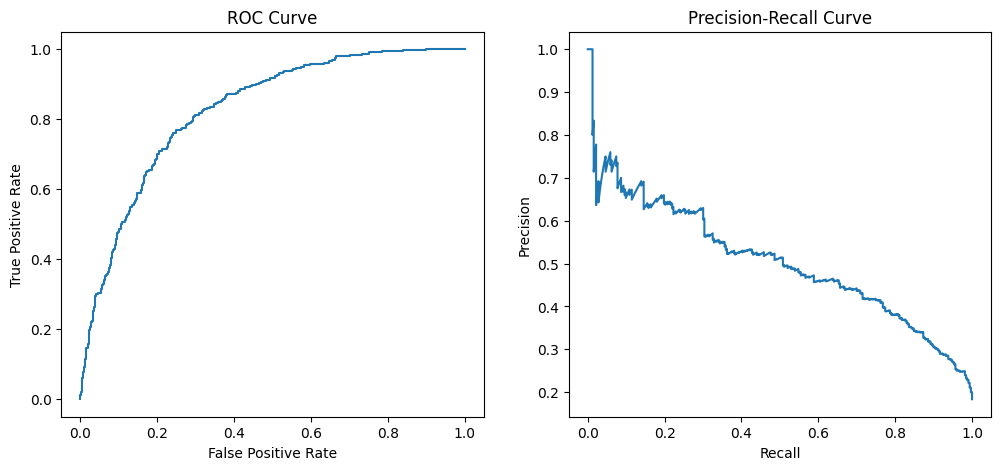 ROC Curve
1.0
0.8
0.6
0.4
0.2
0.0
True Positive Rate
0.0 0.2 0.4 0.6 0.8 1.0
False Positive Rate
Precision-Recall Curve
1.0
0.9
0.8
0.7
0.6
0.5
0.4
0.3
0.2
Precision
0.0 0.2 0.4 0.6 0.8 1.0
Recall